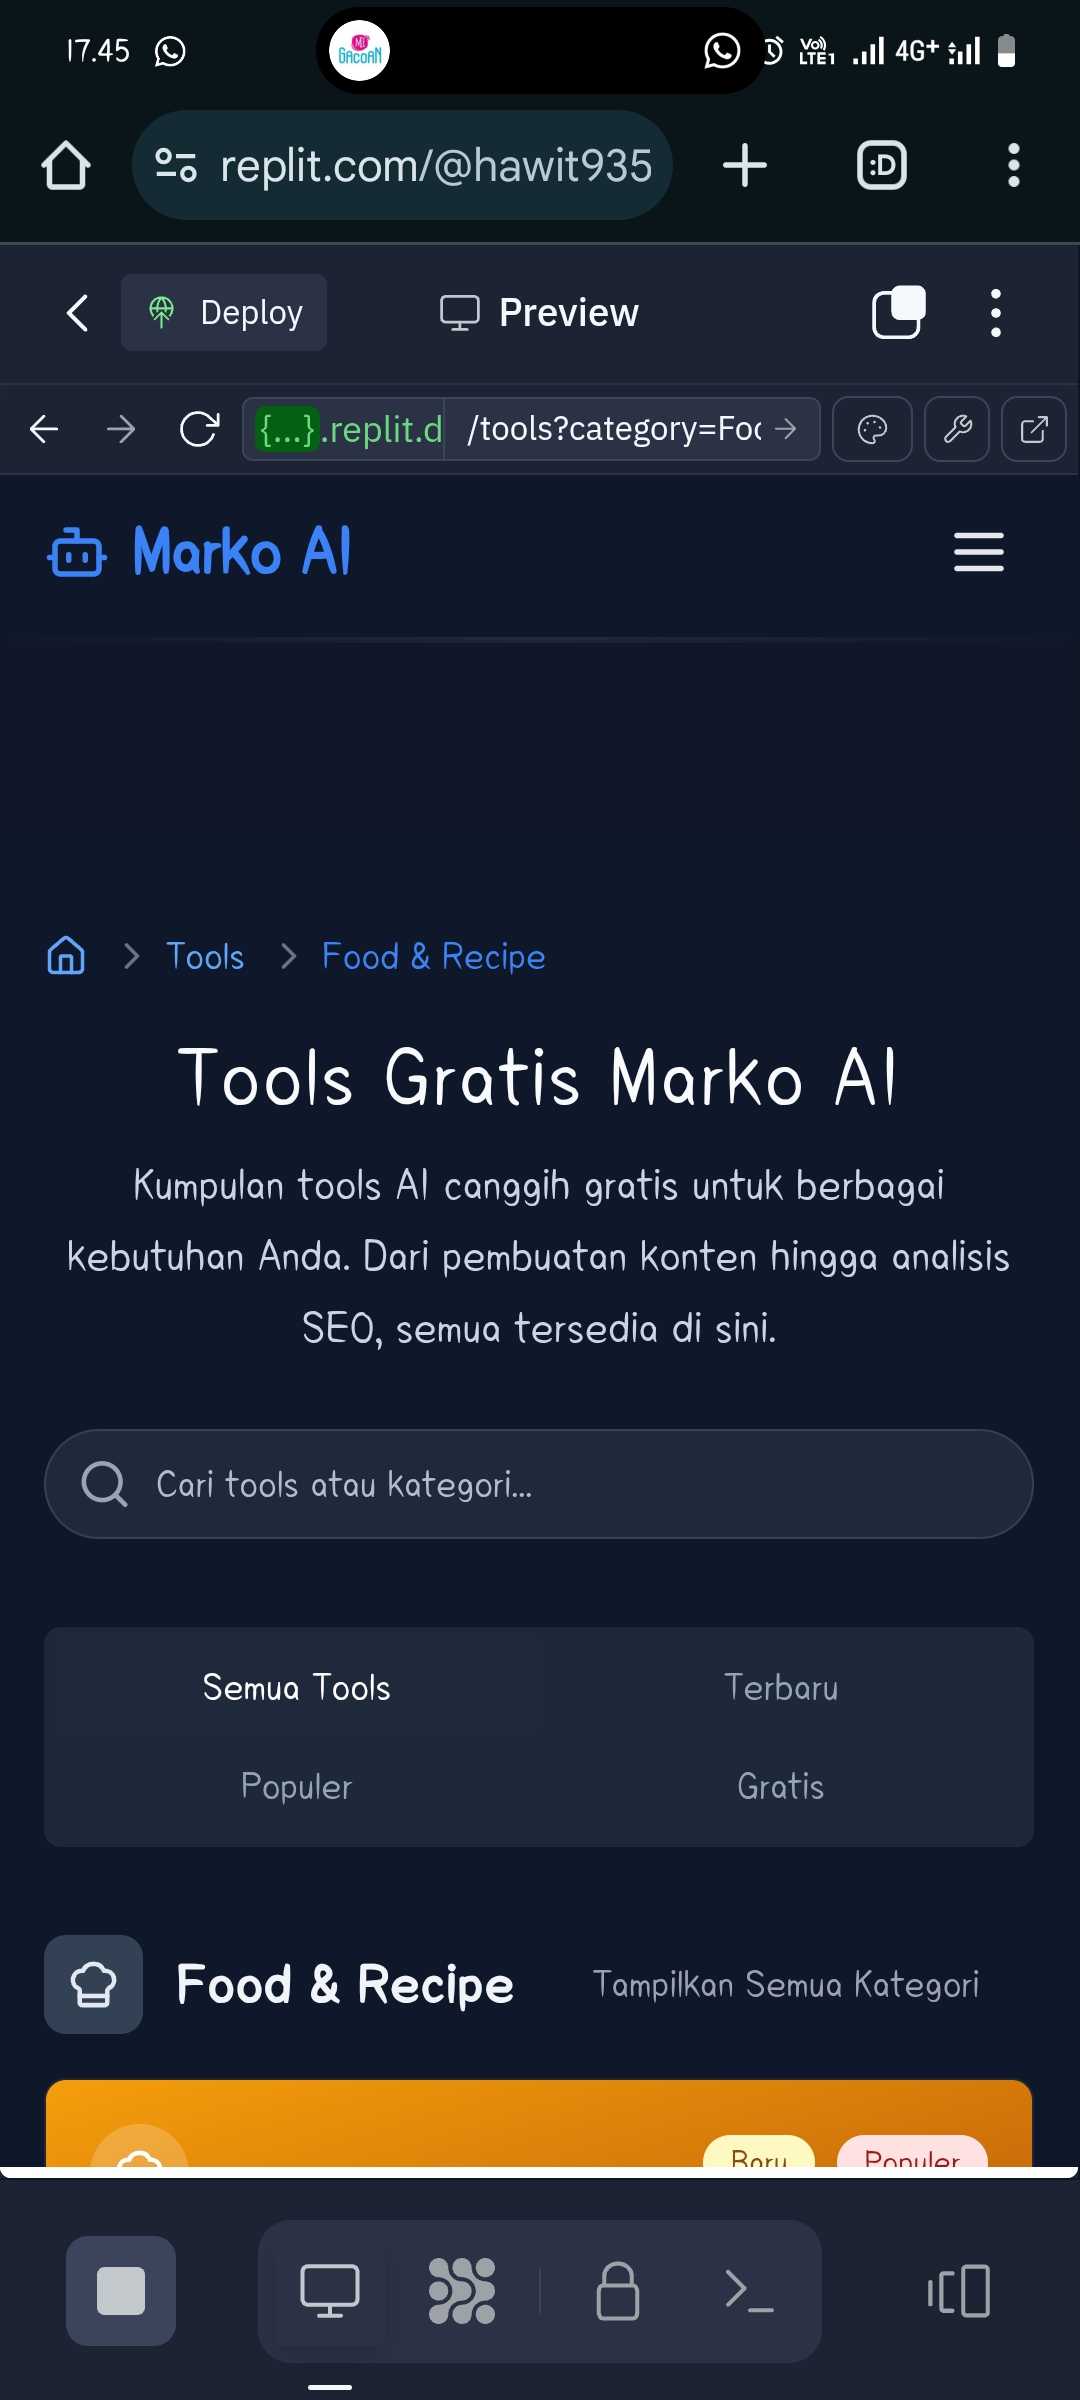 17.45
Mi
GACOAN
Vo))
LTE1
4G+
replit.com/@hawit935
:D
Deploy
Preview
{...}.replit.d
/tools?category=Foo
Marko AI
Tools
Food & Recipe
Tools Gratis Marko AI
Kumpulan tools AI canggih gratis untuk berbagai
kebutuhan Anda. Dari pembuatan konten hingga analisis
SEO, semua tersedia di sini.
Cari tools atau kategori...
Semua Tools
Terbaru
Populer
Gratis
Food & Recipe
Tampilkan Semua Kategori
Baru
Populer